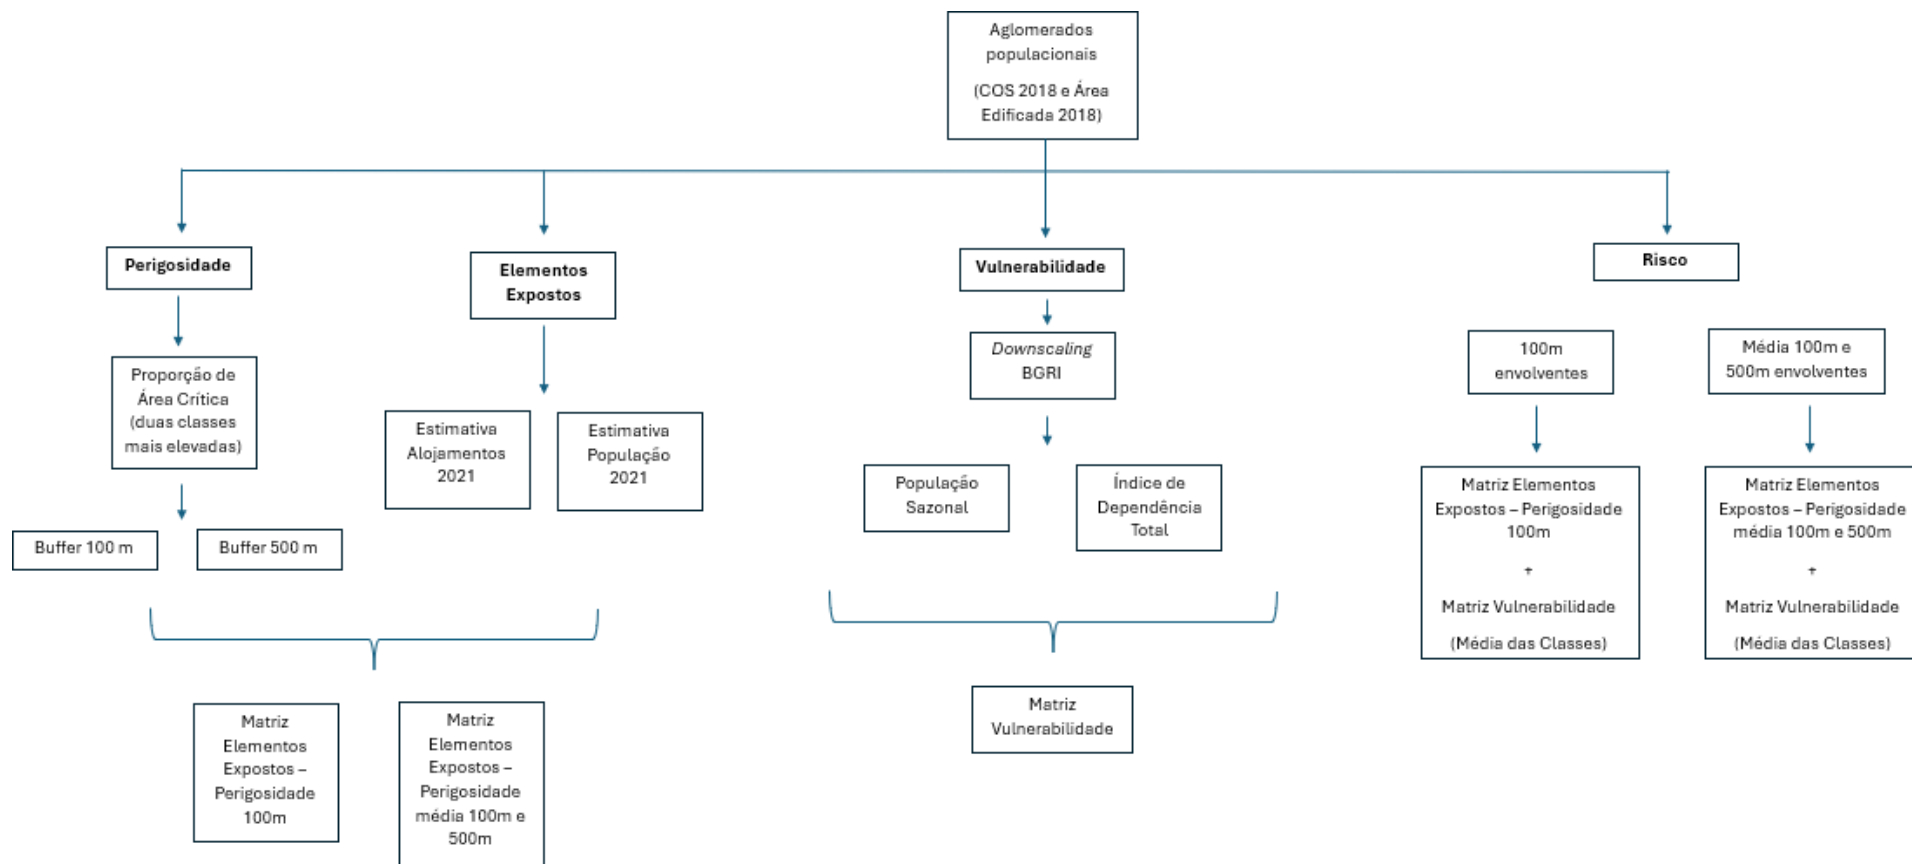 Aglomerados
populacionais
(COS 2018 e Área
Edificada 2018)
Perigosidade
Proporção de
Área Crítica
(duas classes
mais elevadas)
Buffer 100 m
Buffer 500 m
Elementos
Expostos
Estimativa
Alojamentos
2021
Estimativa
População
2021
Matriz
Elementos
Expostos –
Perigosidade
100m
Matriz
Elementos
Expostos –
Perigosidade
média 100m e
500m
Vulnerabilidade
Downscaling
BGRI
População
Sazonal
Índice de
Dependência
Total
Matriz
Vulnerabilidade
Risco
100m
envolventes
Matriz Elementos
Expostos – Perigosidade
100m
+
Matriz Vulnerabilidade
(Média das Classes)
Média 100m e
500m envolventes
Matriz Elementos
Expostos – Perigosidade
média 100m e 500m
+
Matriz Vulnerabilidade
(Média das Classes)